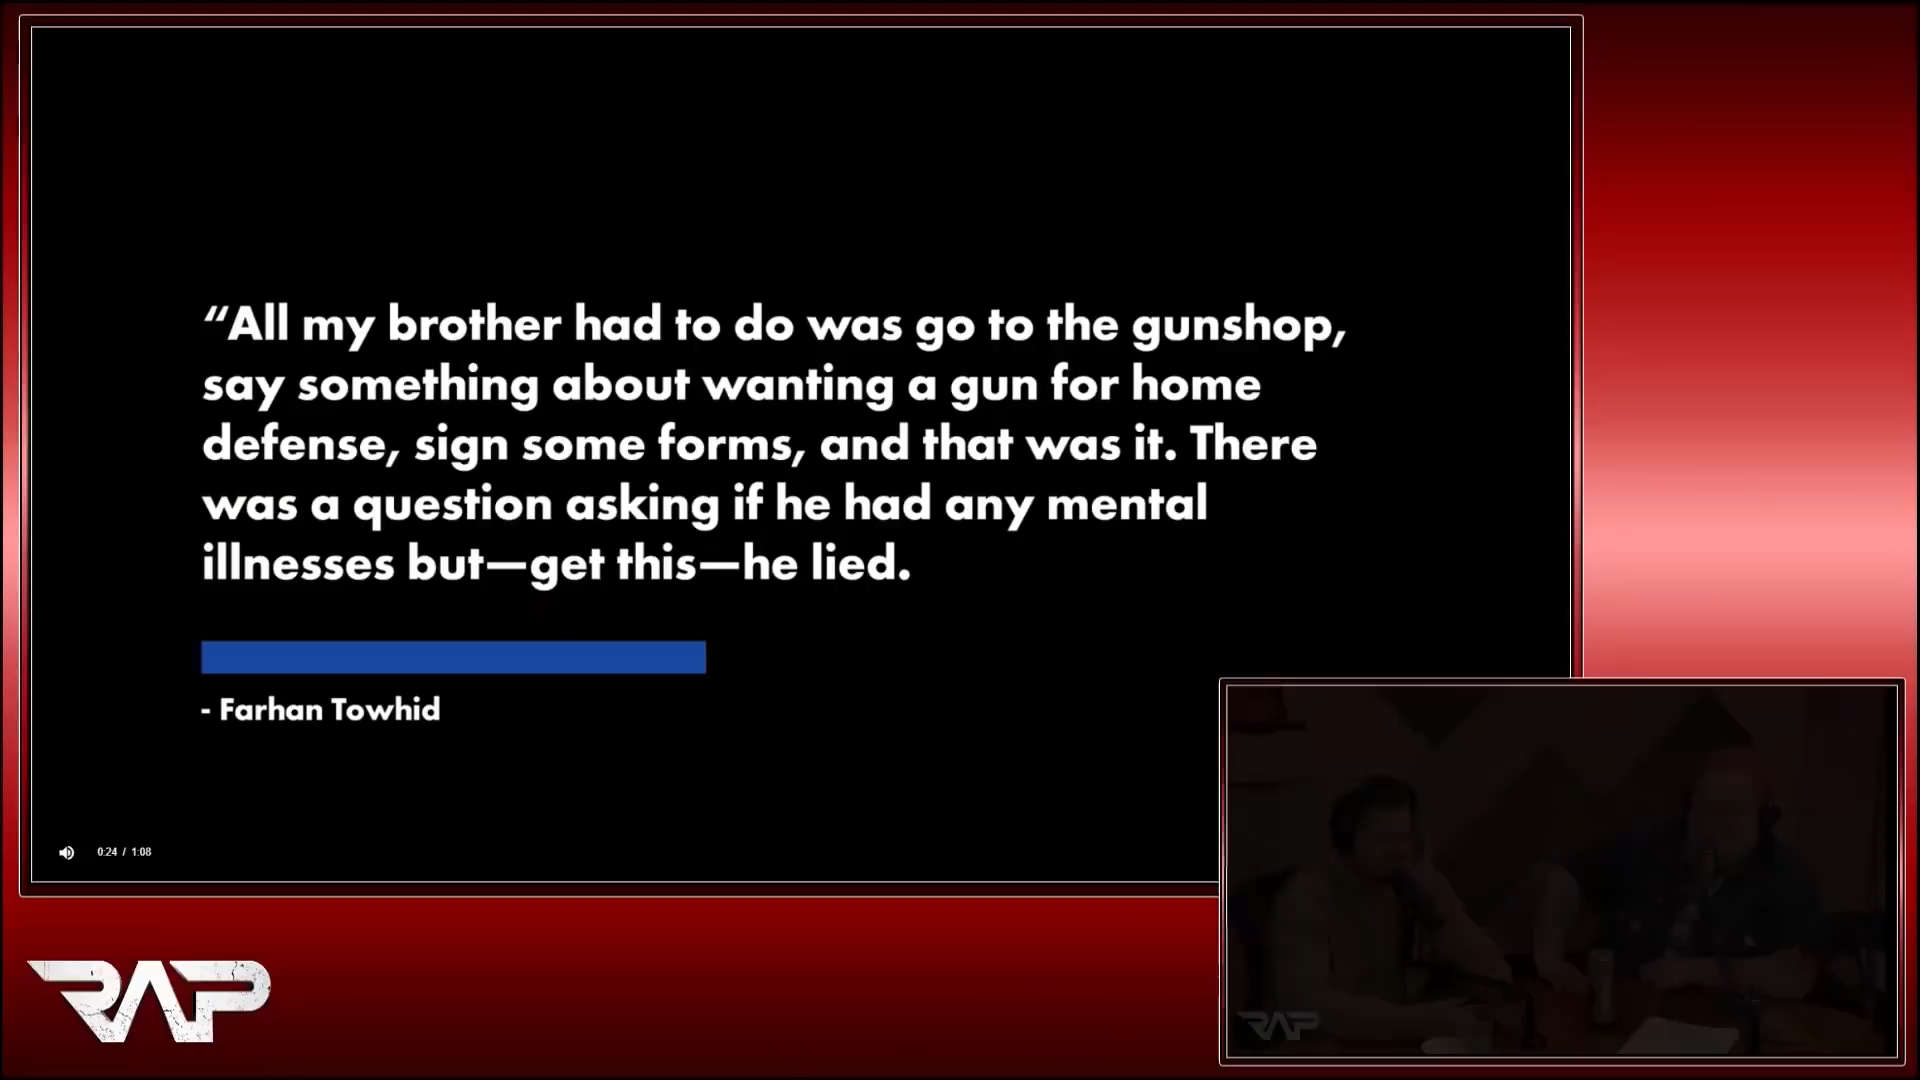 “All my brother had to do was go to the gunshop,
say something about wanting a gun for home
defense, sign some forms, and that was it. There
was a question asking if he had any mental
illnesses but—get this—he lied.
- Farhan Towhid
0:24 / 1:08
RAP
RAP